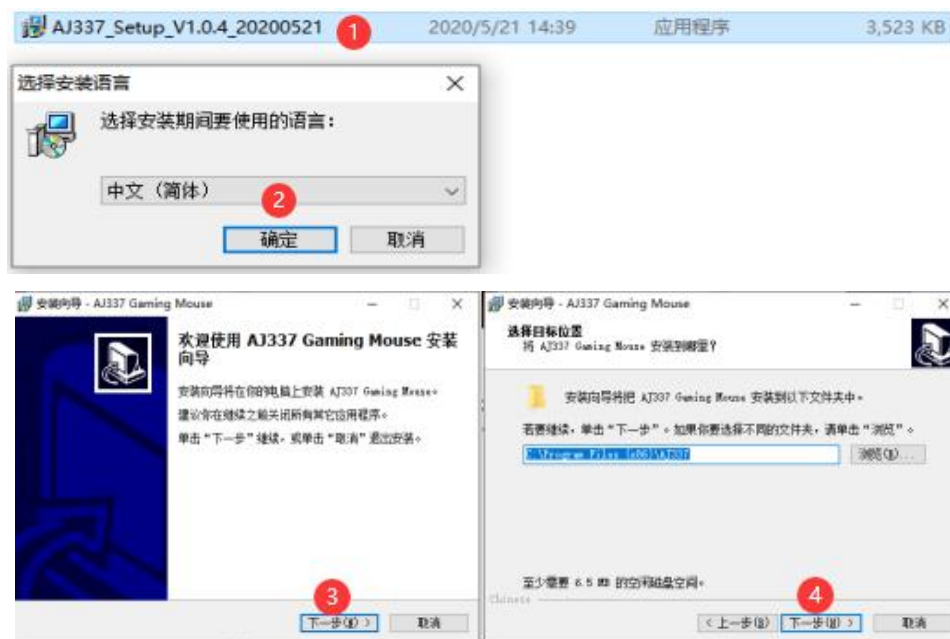 AJ337_Setup_V1.0.4_20200521 1 2020/5/21 14:39 应用程序 3,523 KB
选择安装语言
选择安装期间要使用的语言：
中文（简体）
2
确定 取消
安装向导 - AJ337 Gaming Mouse
欢迎使用 AJ337 Gaming Mouse 安装
向导
安装向导将在你的电脑上安装 AJ337 Gaming Mouse。
建议你在继续之前关闭所有其它应用程序。
单击“下一步”继续，或单击“取消”退出安装。
3
下一步(N) > 取消
安装向导 - AJ337 Gaming Mouse
选择目标位置
将 AJ337 Gaming Mouse 安装到哪里？
安装向导将把 AJ337 Gaming Mouse 安装到以下文件夹中。
若要继续，单击“下一步”。如果你要选择不同的文件夹，请单击“浏览”。
C:\Program Files (x86)\AJ337 浏览(R)...
至少需要 6.5 MB 的空闲磁盘空间。
Chinese
4
< 上一步(B) 下一步(N) > 取消